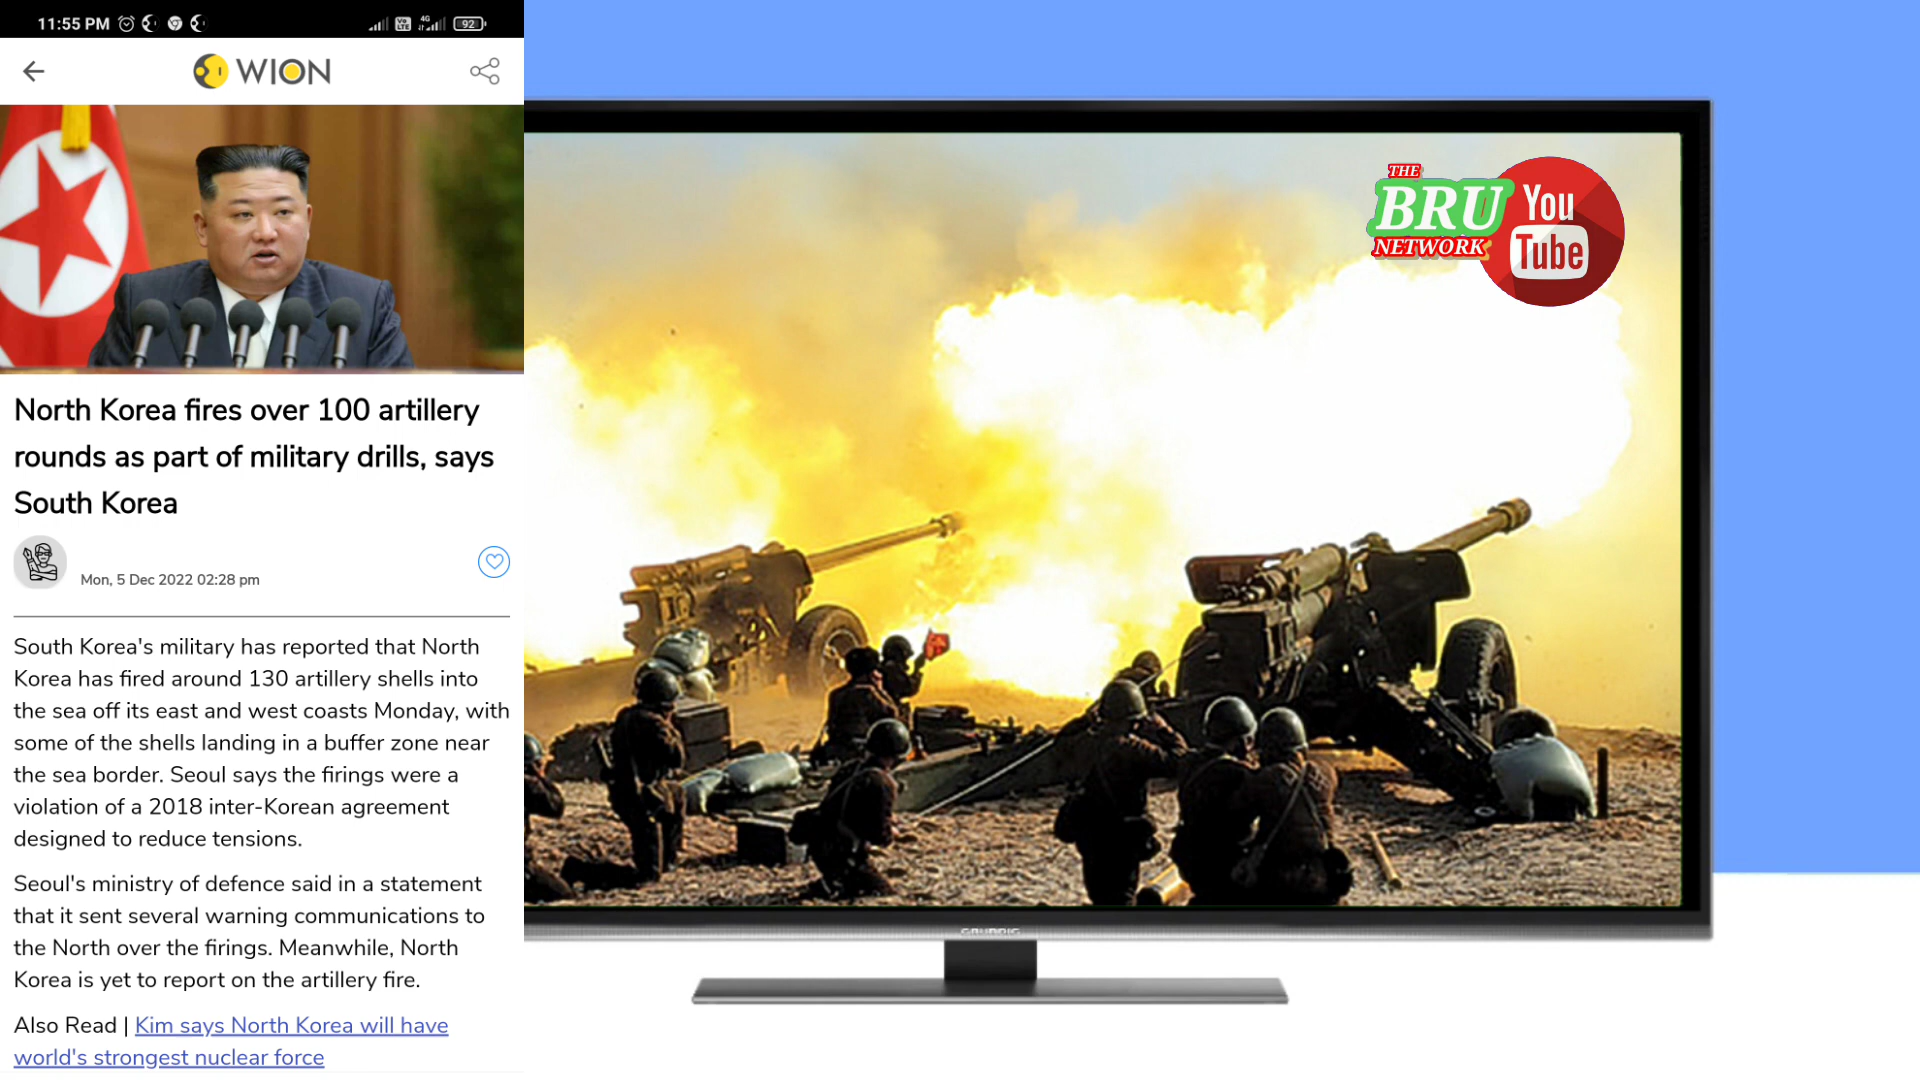 11:55 PM
Vo
LTE
4G
92
WION
North Korea fires over 100 artillery
rounds as part of military drills, says
South Korea
Mon, 5 Dec 2022 02:28 pm
South Korea's military has reported that North
Korea has fired around 130 artillery shells into
the sea off its east and west coasts Monday, with
some of the shells landing in a buffer zone near
the sea border. Seoul says the firings were a
violation of a 2018 inter-Korean agreement
designed to reduce tensions.
Seoul's ministry of defence said in a statement
that it sent several warning communications to
the North over the firings. Meanwhile, North
Korea is yet to report on the artillery fire.
Also Read | Kim says North Korea will have
world's strongest nuclear force
THE
BRU
NETWORK
You
Tube
GRUNDIG